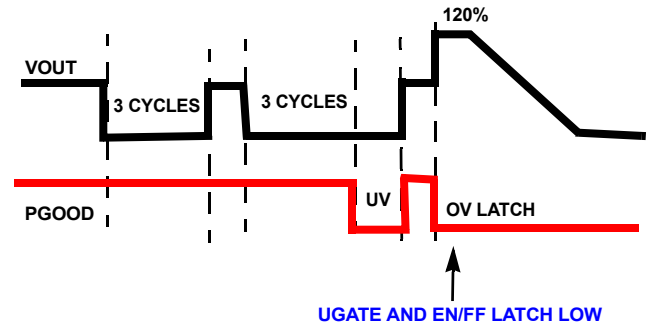 120%
VOUT
3 CYCLES
3 CYCLES
UV
PGOOD
OV LATCH
UGATE AND EN/FF LATCH LOW